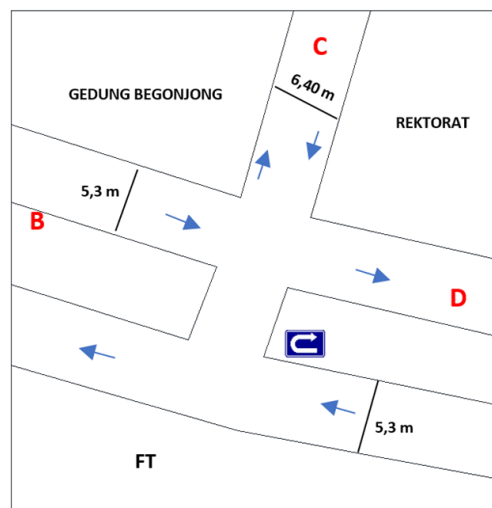 C
6,40 m
GEDUNG BEGONJONG
REKTORAT
5,3 m
B
D
5,3 m
FT